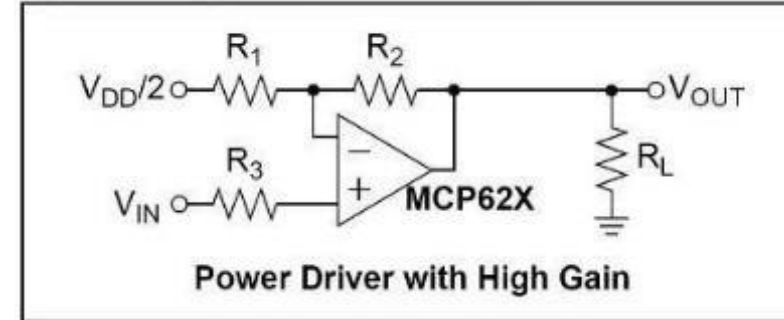 R1 R2
VDD/2 VOUT
R3 RL
VIN
MCP62X
Power Driver with High Gain